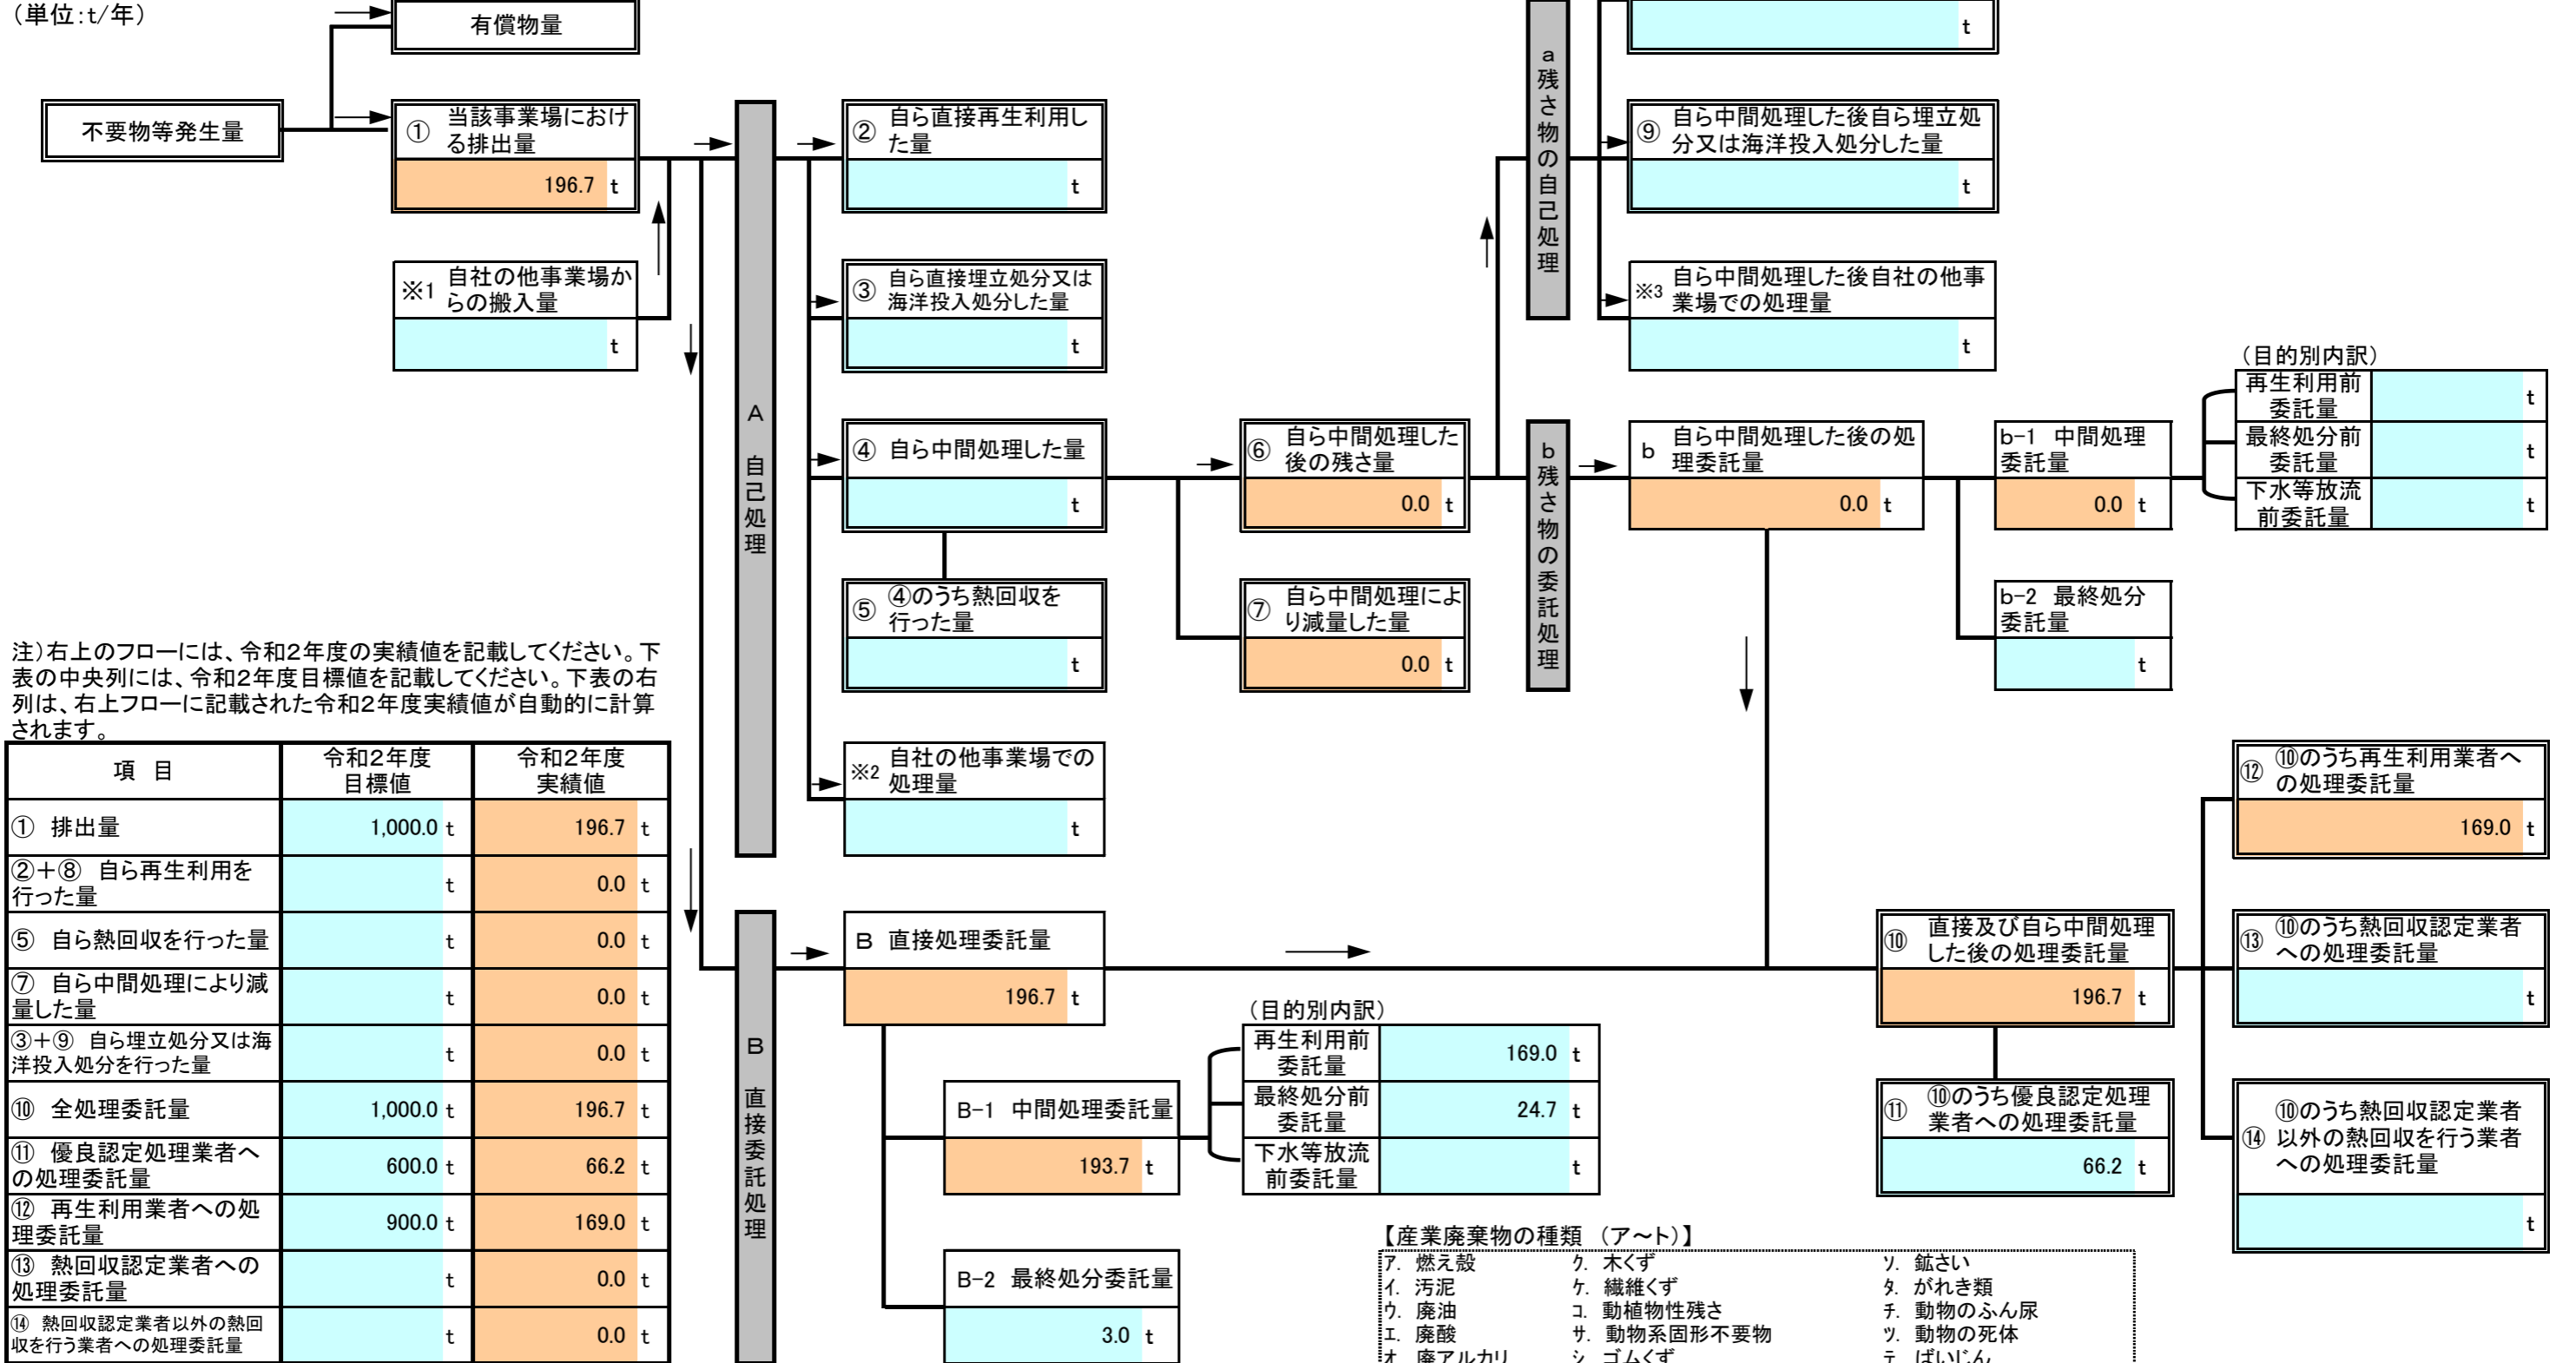 （単位：t/年）
有償物量
不要物等発生量
① 当該事業場におけ
る排出量
196.7 t
※1 自社の他事業場か
らの搬入量
t
A 自己処理
② 自ら直接再生利用し
た量
t
③ 自ら直接埋立処分又は
海洋投入処分した量
t
④ 自ら中間処理した量
t
⑤ ④のうち熱回収を
行った量
t
※2 自社の他事業場での
処理量
t
⑥ 自ら中間処理した
後の残さ量
0.0 t
⑦ 自ら中間処理によ
り減量した量
0.0 t
a 残さ物の自己処理
t
⑨ 自ら中間処理した後自ら埋立処
分又は海洋投入処分した量
t
※3 自ら中間処理した後自社の他事
業場での処理量
t
b 残さ物の委託処理
b 自ら中間処理した後の処
理委託量
0.0 t
b-1 中間処理
委託量
0.0 t
b-2 最終処分
委託量
t
（目的別内訳）
再生利用前
委託量
t
最終処分前
委託量
t
下水等放流
前委託量
t
注）右上のフローには、令和2年度の実績値を記載してください。下
表の中央列には、令和2年度目標値を記載してください。下表の右
列は、右上フローに記載された令和2年度実績値が自動的に計算
されます。
項 目 令和2年度 目標値 令和2年度 実績値
① 排出量 1,000.0 t 196.7 t
②＋⑧ 自ら再生利用を
行った量 t 0.0 t
⑤ 自ら熱回収を行った量 t 0.0 t
⑦ 自ら中間処理により減
量した量 t 0.0 t
③＋⑨ 自ら埋立処分又は海
洋投入処分を行った量 t 0.0 t
⑩ 全処理委託量 1,000.0 t 196.7 t
⑪ 優良認定処理業者へ
の処理委託量 600.0 t 66.2 t
⑫ 再生利用業者への処
理委託量 900.0 t 169.0 t
⑬ 熱回収認定業者への
処理委託量 t 0.0 t
⑭ 熱回収認定業者以外の熱回
収を行う業者への処理委託量 t 0.0 t
B 直接委託処理
B 直接処理委託量
196.7 t
B-1 中間処理委託量
193.7 t
B-2 最終処分委託量
3.0 t
（目的別内訳）
再生利用前
委託量
169.0 t
最終処分前
委託量
24.7 t
下水等放流
前委託量
t
⑩ 直接及び自ら中間処理
した後の処理委託量
196.7 t
⑪ ⑩のうち優良認定処理
業者への処理委託量
66.2 t
⑫ ⑩のうち再生利用業者へ
の処理委託量
169.0 t
⑬ ⑩のうち熱回収認定業者
への処理委託量
t
⑭ ⑩のうち熱回収認定業者
以外の熱回収を行う業者
への処理委託量
t
【産業廃棄物の種類 （ア～ト）】
ア. 燃え殻 ク. 木くず ソ. 鉱さい
イ. 汚泥 ケ. 繊維くず タ. がれき類
ウ. 廃油 コ. 動植物性残さ チ. 動物のふん尿
エ. 廃酸 サ. 動物系固形不要物 ツ. 動物の死体
オ. 廃アルカリ シ. ゴムくず テ. ばいじん